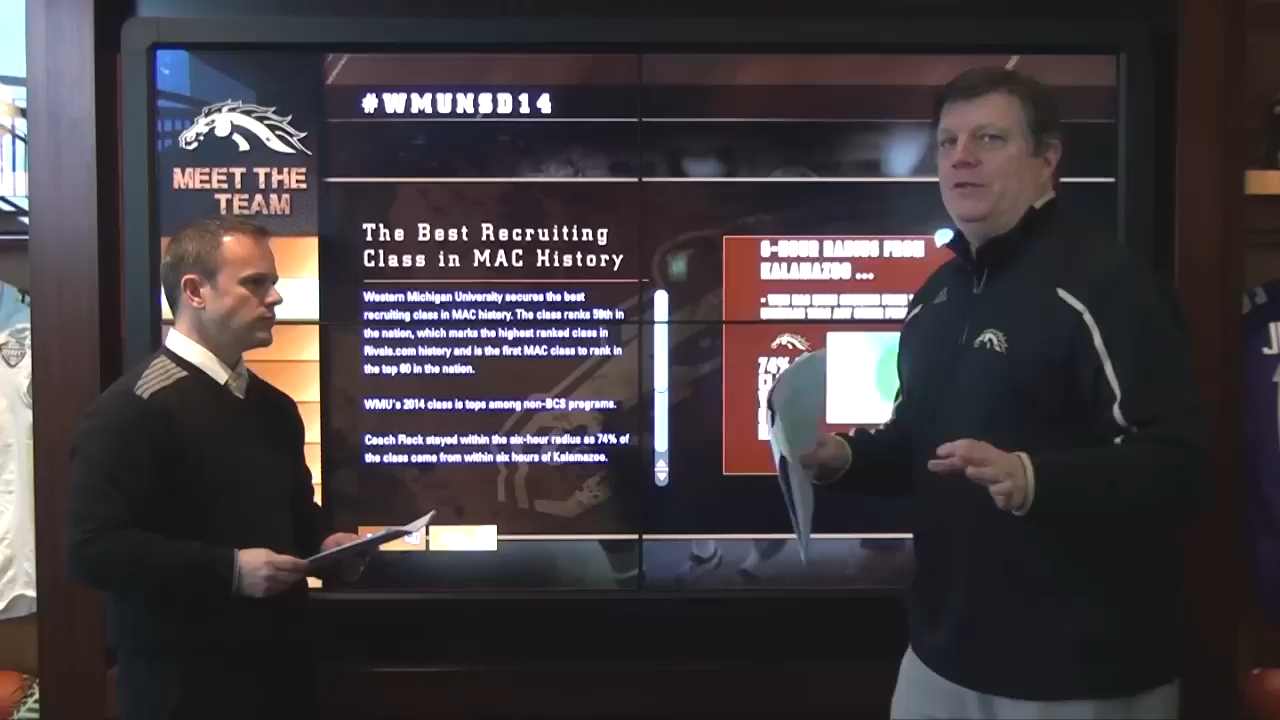 #WMUNSD14
MEET THE
TEAM
The Best Recruiting
Class in MAC History
Western Michigan University secures the best
recruiting class in MAC history. The class ranks 58th in
the nation, which marks the highest ranked class in
Rivals.com history and is the first MAC class to rank in
the top 60 in the nation.
WMU's 2014 class is tops among non-BCS programs.
Coach Fleck stayed within the six-hour radius as 74% of
the class came from within six hours of Kalamazoo.
6-HOUR RADIUS FROM
KALAMAZOO ...
74%